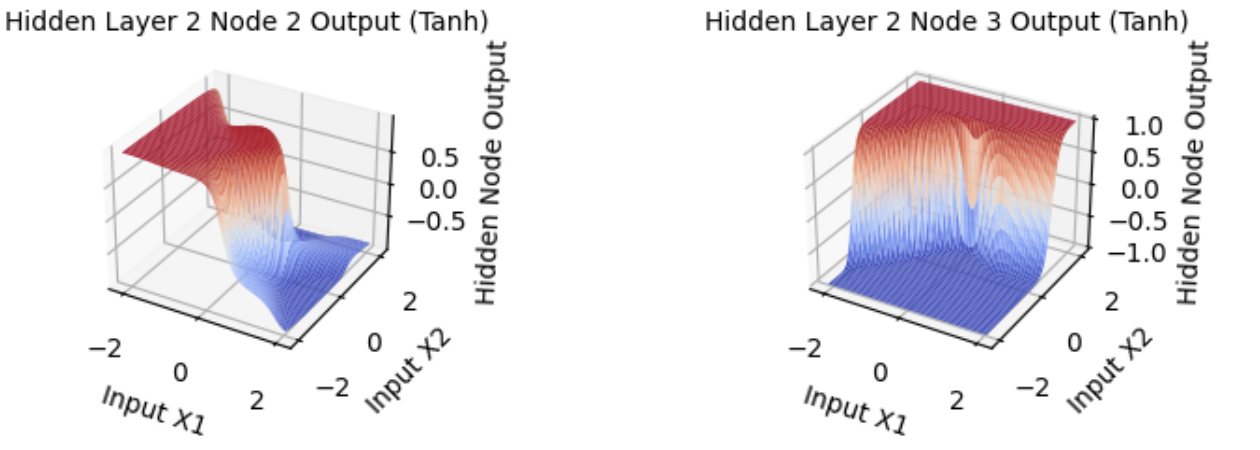 Hidden Layer 2 Node 2 Output (Tanh)
Hidden Node Output
0.5
0.0
−0.5
−2
0
2
Input X1
−2
0
2
Input X2
Hidden Layer 2 Node 3 Output (Tanh)
Hidden Node Output
1.0
0.5
0.0
−0.5
−1.0
−2
0
2
Input X1
−2
0
2
Input X2